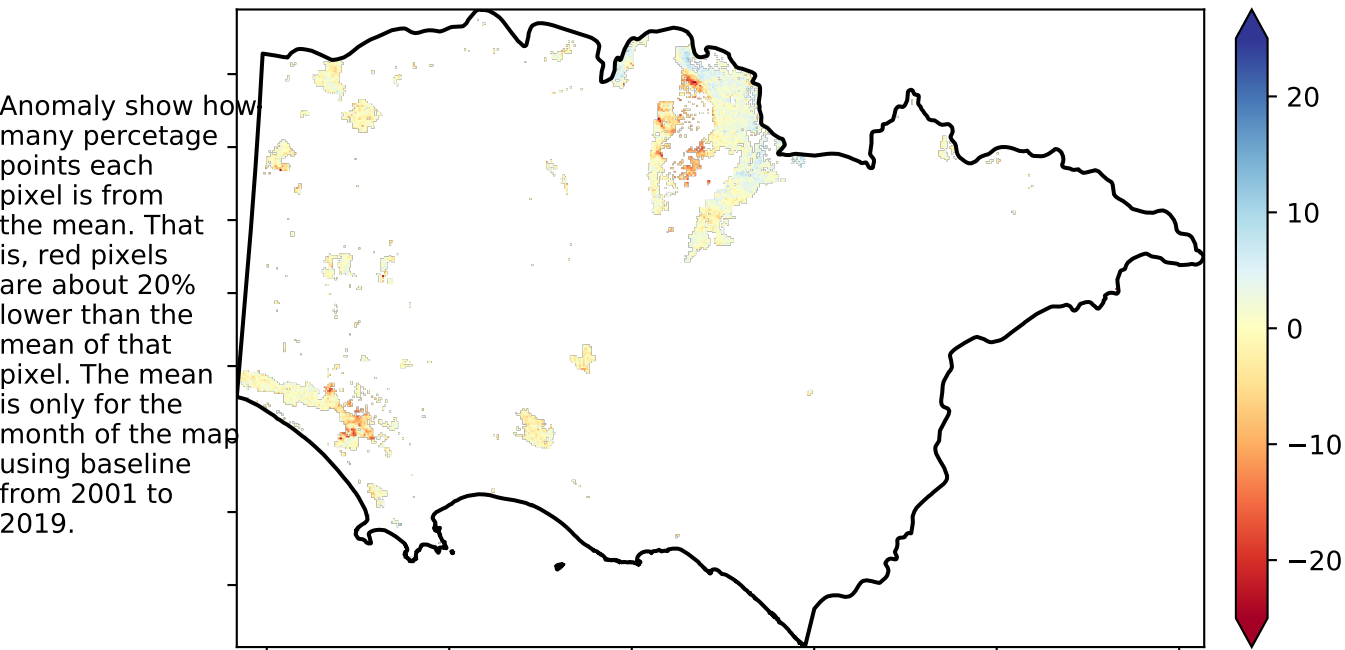 Anomaly show how
many percetage
points each
pixel is from
the mean. That
is, red pixels
are about 20%
lower than the
mean of that
pixel. The mean
is only for the
month of the map
using baseline
from 2001 to
2019.
20
10
0
−10
−20